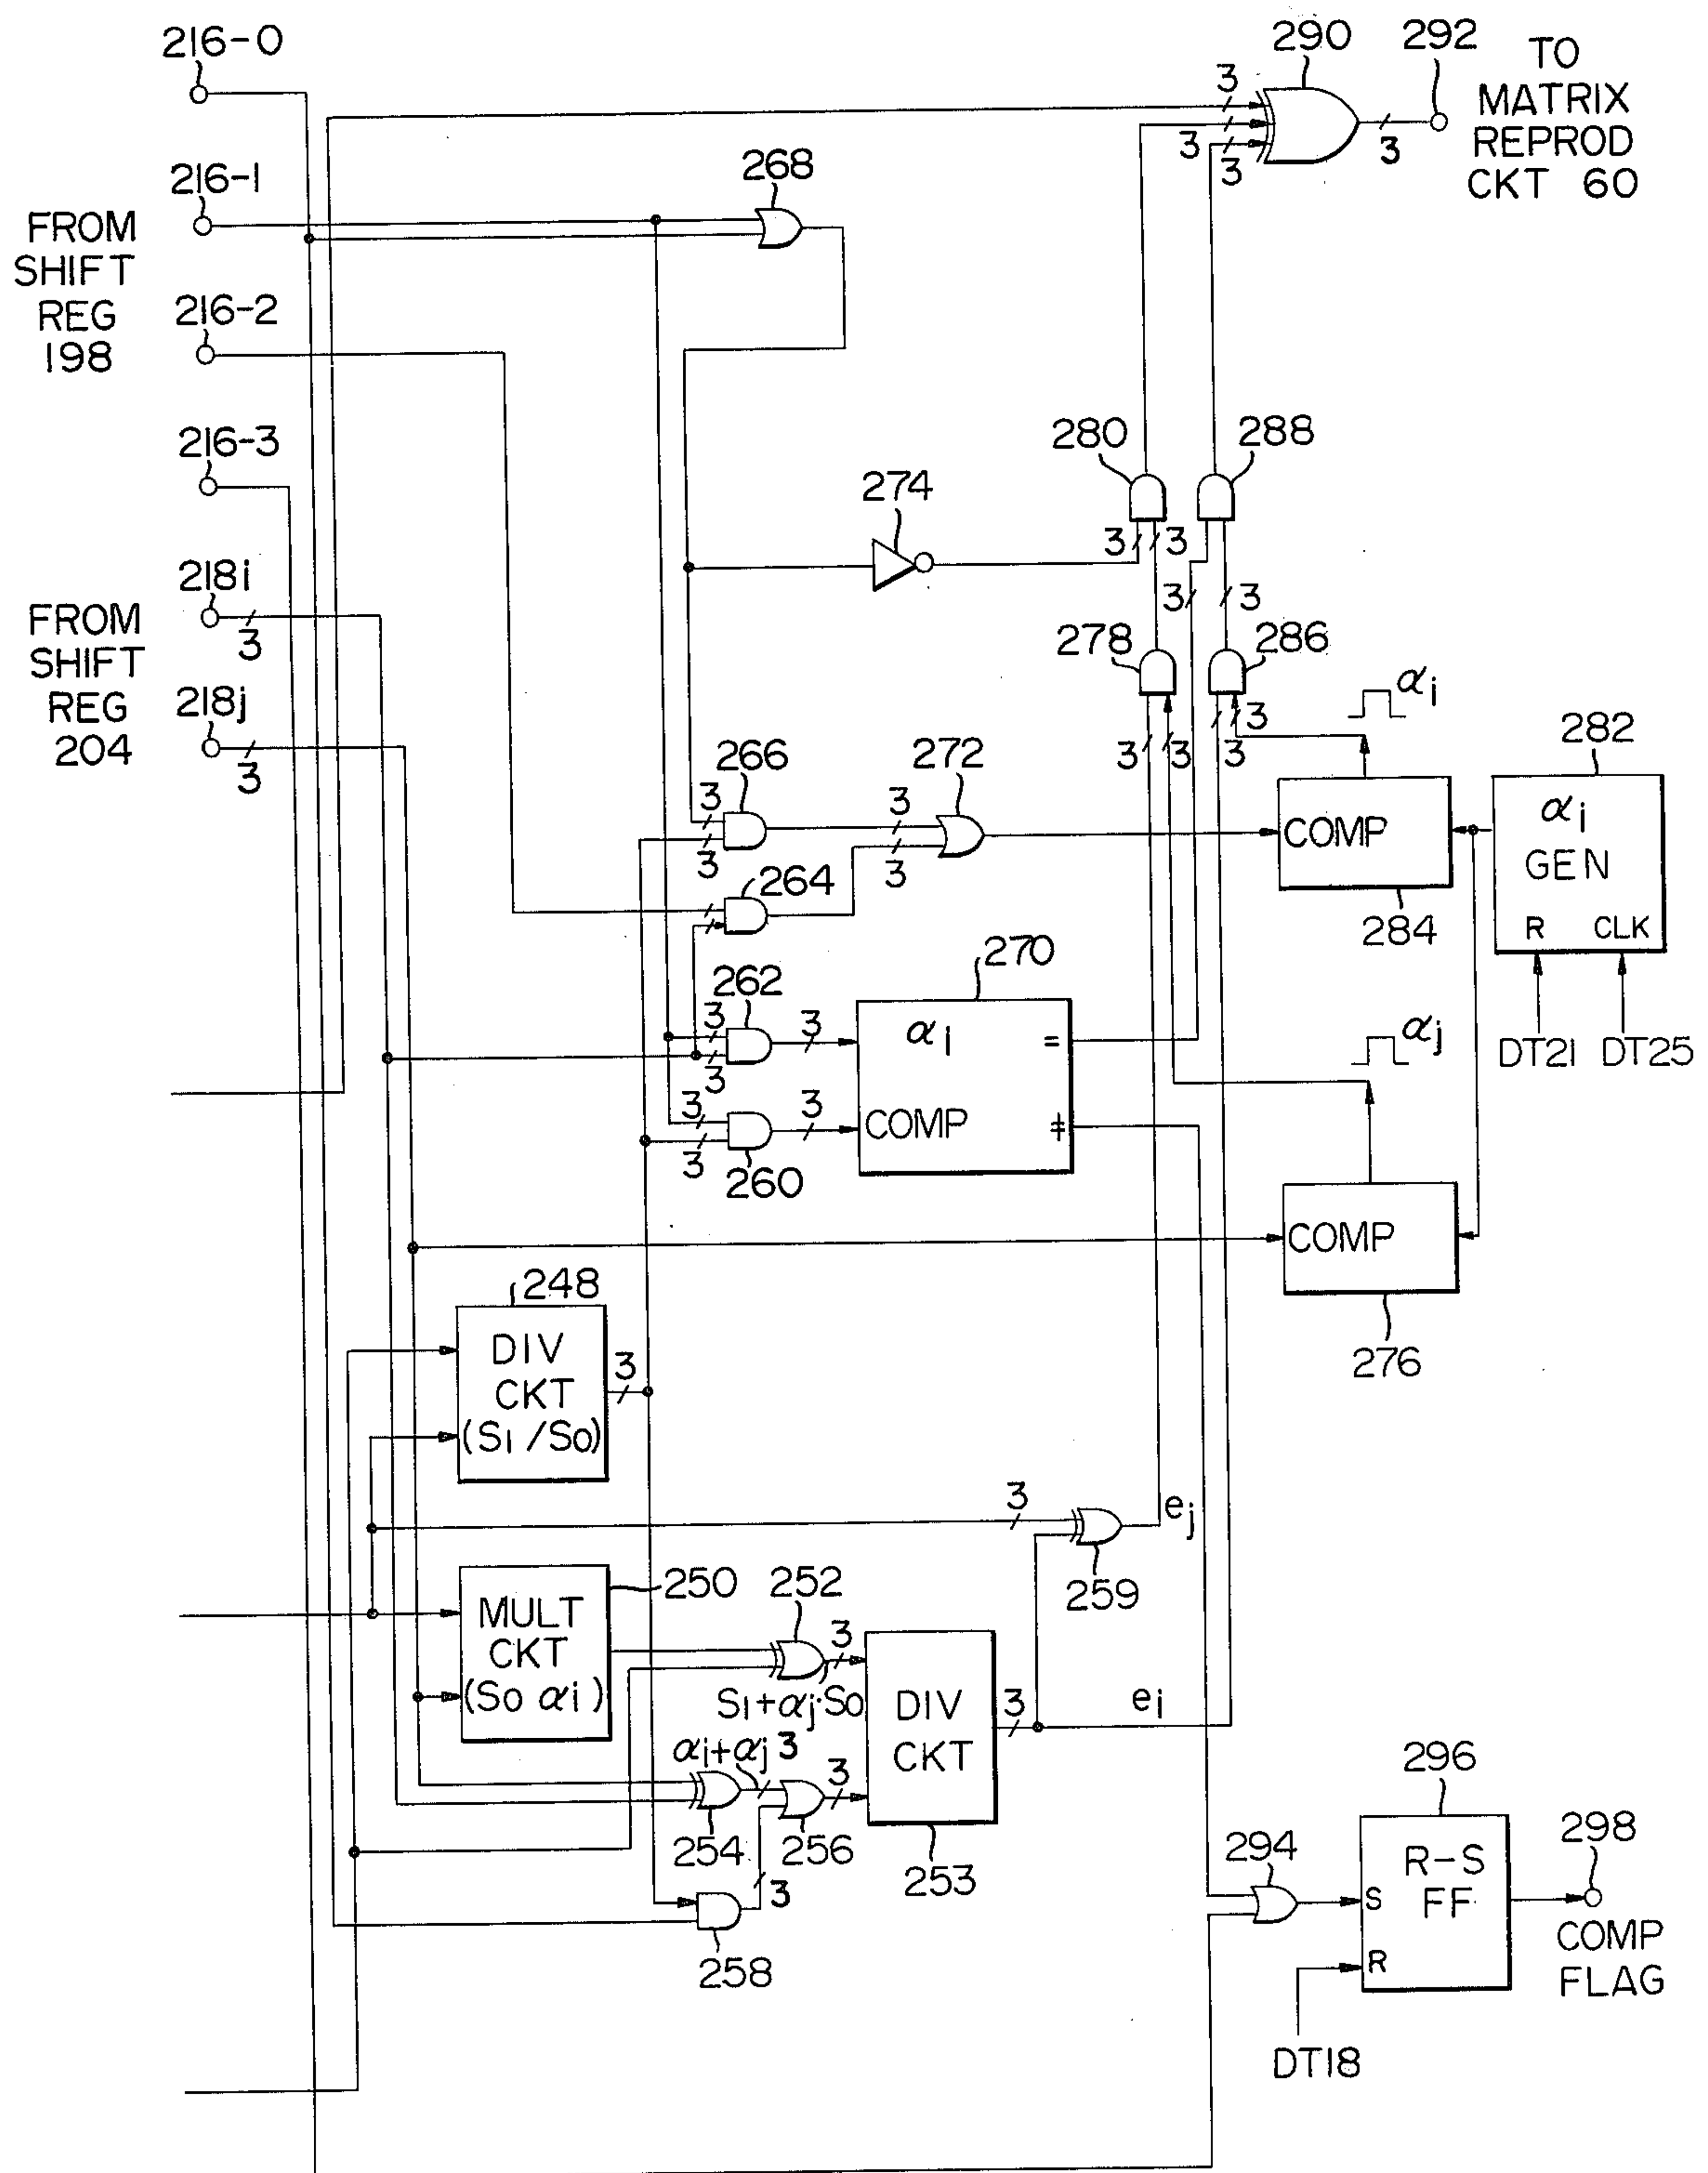 216-0
290
292
TO
MATRIX
REPROD
CKT 60
3
3
3
3
216-1
268
FROM
SHIFT
REG
198
216-2
216-3
280
288
274
3
3
3
3
218i
3
FROM
SHIFT
REG
204
218j
3
278
286
αi
3
3
3
3
282
266
272
3
3
3
3
COMP
284
αi
GEN
R
CLK
DT21
DT25
264
270
262
3
3
3
αi
=
COMP
≠
3
3
3
260
αj
COMP
276
248
DIV
CKT
(S1/S0)
3
3
ej
259
250
MULT
CKT
(S0 αi)
252
3
S1+αj·S0
DIV
CKT
3
ei
253
αi+αj
3
3
254
256
3
258
294
296
R-S
FF
S
R
298
COMP
FLAG
DT18